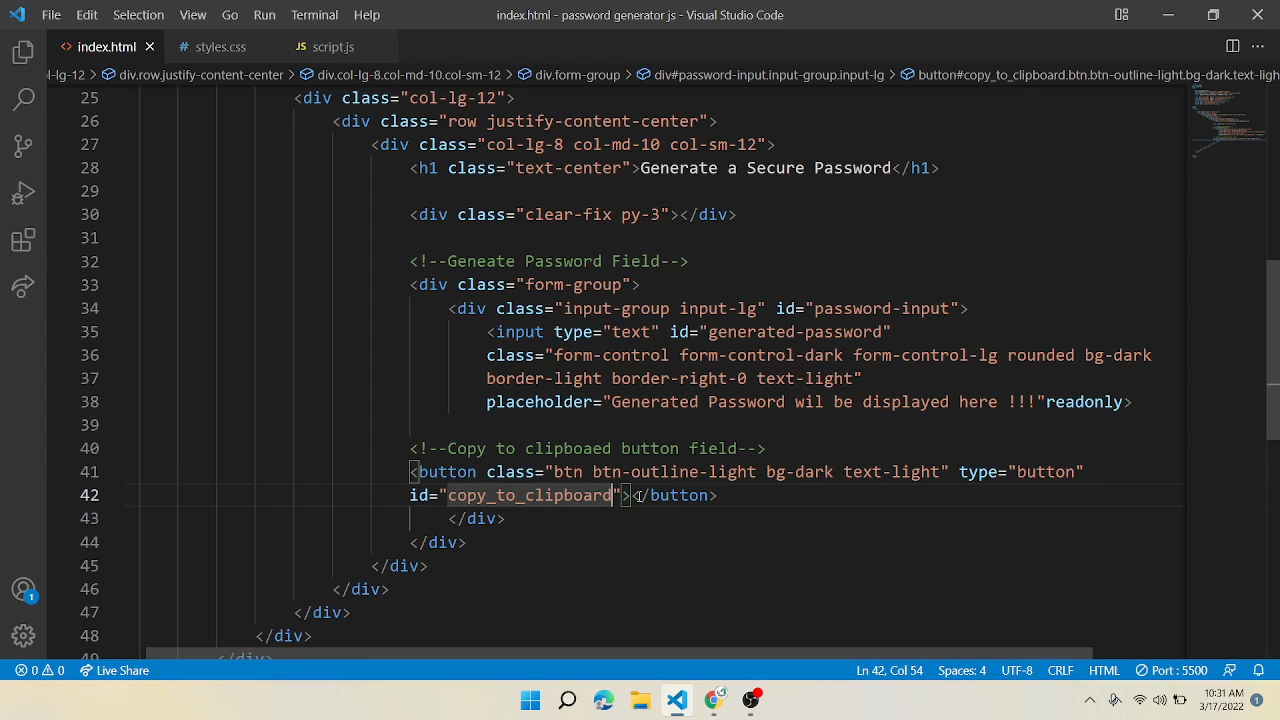 File Edit Selection View Go Run Terminal Help index.html - password generator js - Visual Studio Code
index.html styles.css JS script.js
ol-lg-12 > div.row.justify-content-center > div.col-lg-8.col-md-10.col-sm-12 > div.form-group > div#password-input.input-group.input-lg > button#copy_to_clipboard.btn.btn-outline-light.bg-dark.text-ligh
25 <div class="col-lg-12">
26 <div class="row justify-content-center">
27 <div class="col-lg-8 col-md-10 col-sm-12">
28 <h1 class="text-center">Generate a Secure Password</h1>
29
30 <div class="clear-fix py-3"></div>
31
32 <!--Geneate Password Field-->
33 <div class="form-group">
34 <div class="input-group input-lg" id="password-input">
35 <input type="text" id="generated-password"
36 class="form-control form-control-dark form-control-lg rounded bg-dark
37 border-light border-right-0 text-light"
38 placeholder="Generated Password wil be displayed here !!!"readonly>
39
40 <!--Copy to clipboaed button field-->
41 <button class="btn btn-outline-light bg-dark text-light" type="button"
42 id="copy_to_clipboard"></button>
43 </div>
44 </div>
45 </div>
46 </div>
47 </div>
48 </div>
49 </div>
1
0 0 Live Share Ln 42, Col 54 Spaces: 4 UTF-8 CRLF HTML Port : 5500
10:31 AM
3/17/2022 1